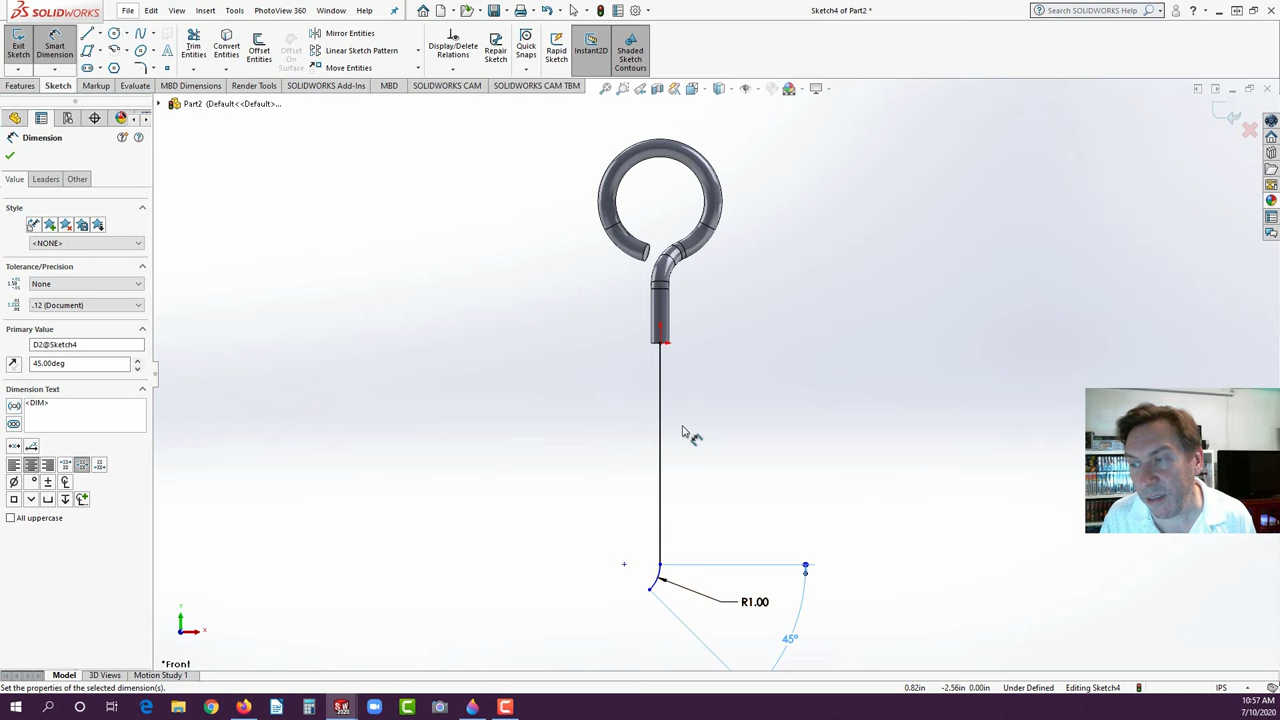 SOLIDWORKS
File Edit View Insert Tools PhotoView 360 Window Help
Sketch4 of Part2 *
Search SOLIDWORKS Help
Exit Sketch
Smart Dimension
Trim Entities
Convert Entities
Offset Entities
Offset On Surface
Mirror Entities
Linear Sketch Pattern
Move Entities
Display/Delete Relations
Repair Sketch
Quick Snaps
Rapid Sketch
Instant2D
Shaded Sketch Contours
Features Sketch Markup Evaluate MBD Dimensions Render Tools SOLIDWORKS Add-Ins MBD SOLIDWORKS CAM SOLIDWORKS CAM TBM
Part2 (Default<<Default>...
Dimension
Value Leaders Other
Style
<NONE>
Tolerance/Precision
None
.12 (Document)
Primary Value
D2@Sketch4
45.00deg
Dimension Text
<DIM>
All uppercase
R1.00
45°
Y
X
*Front
Model 3D Views Motion Study 1
Set the properties of the selected dimension(s).
0.82in -2.56in 0.00in Under Defined Editing Sketch4 IPS
10:57 AM
7/10/2020